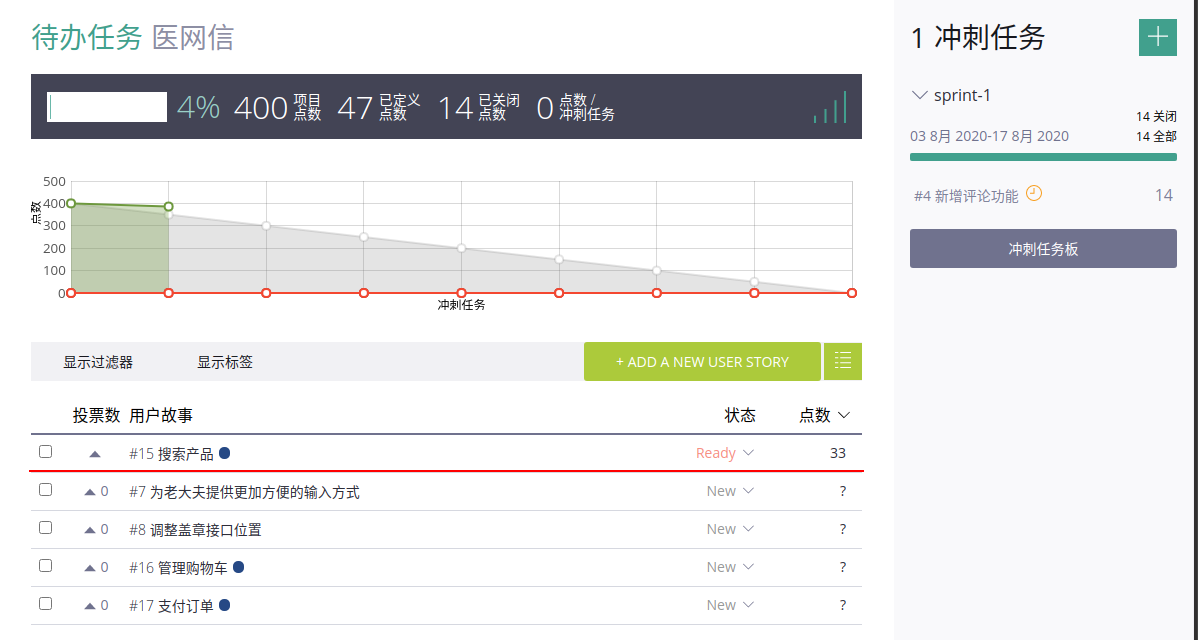 待办任务 医网信
4% 400 项目点数 47 已定义点数 14 已关闭点数 0 点数 / 冲刺任务
500
400
300
200
100
0
点数
冲刺任务
显示过滤器 显示标签 + ADD A NEW USER STORY
投票数 用户故事 状态 点数
#15 搜索产品 Ready 33
0 #7 为老大夫提供更加方便的输入方式 New ?
0 #8 调整盖章接口位置 New ?
0 #16 管理购物车 New ?
0 #17 支付订单 New ?
1 冲刺任务
sprint-1
14 关闭
03 8月 2020-17 8月 2020 14 全部
#4 新增评论功能 14
冲刺任务板